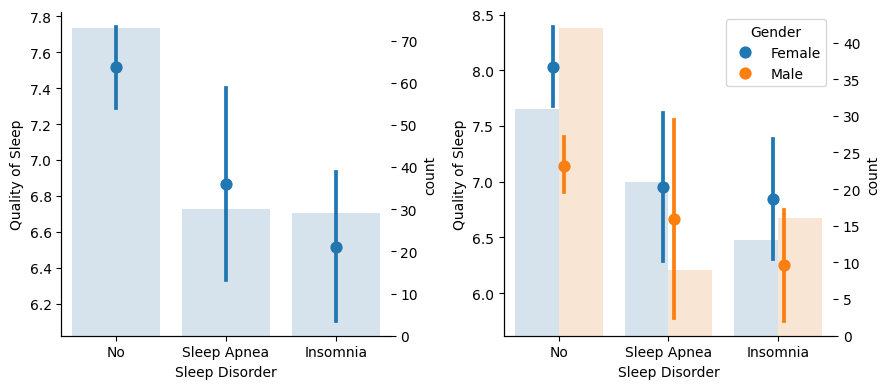 7.8
7.6
7.4
7.2
7.0
6.8
6.6
6.4
6.2
Quality of Sleep
70
60
50
40
30
20
10
0
count
No Sleep Apnea Insomnia
Sleep Disorder
8.5
8.0
7.5
7.0
6.5
6.0
Quality of Sleep
Gender
Female
Male
40
35
30
25
20
15
10
5
0
count
No Sleep Apnea Insomnia
Sleep Disorder